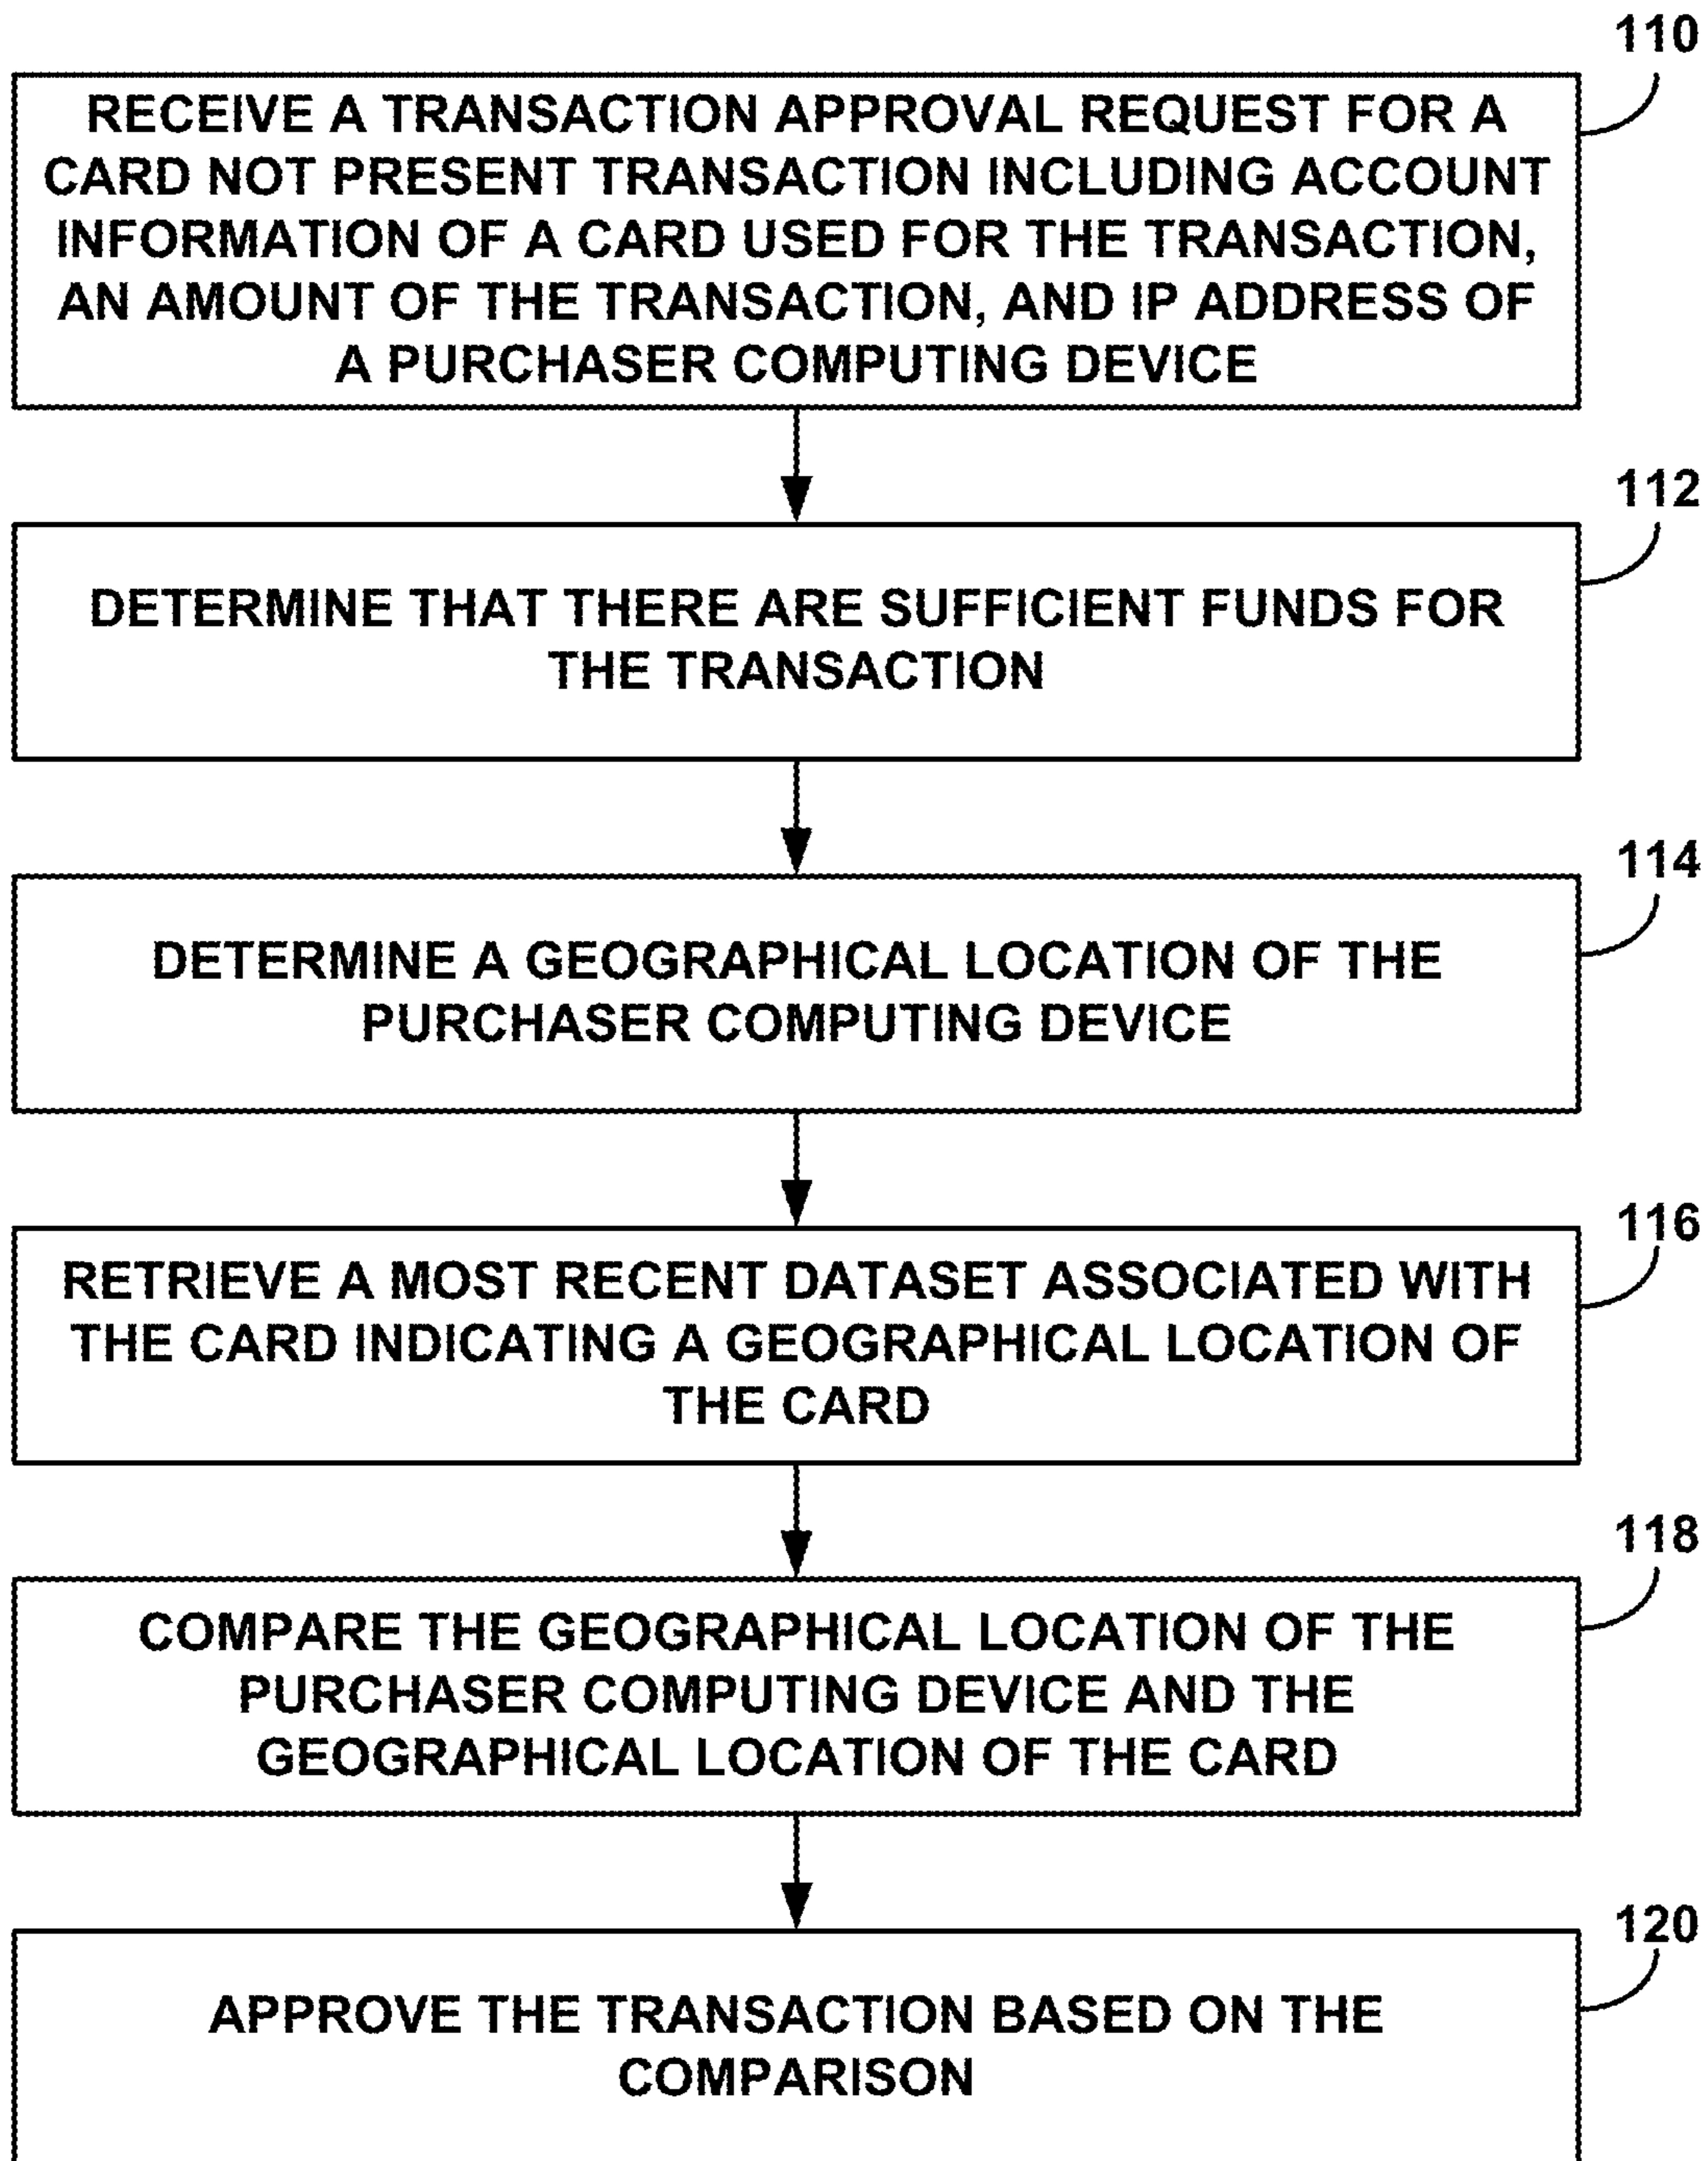 110
RECEIVE A TRANSACTION APPROVAL REQUEST FOR A
CARD NOT PRESENT TRANSACTION INCLUDING ACCOUNT
INFORMATION OF A CARD USED FOR THE TRANSACTION,
AN AMOUNT OF THE TRANSACTION, AND IP ADDRESS OF
A PURCHASER COMPUTING DEVICE
112
DETERMINE THAT THERE ARE SUFFICIENT FUNDS FOR
THE TRANSACTION
114
DETERMINE A GEOGRAPHICAL LOCATION OF THE
PURCHASER COMPUTING DEVICE
116
RETRIEVE A MOST RECENT DATASET ASSOCIATED WITH
THE CARD INDICATING A GEOGRAPHICAL LOCATION OF
THE CARD
118
COMPARE THE GEOGRAPHICAL LOCATION OF THE
PURCHASER COMPUTING DEVICE AND THE
GEOGRAPHICAL LOCATION OF THE CARD
120
APPROVE THE TRANSACTION BASED ON THE
COMPARISON